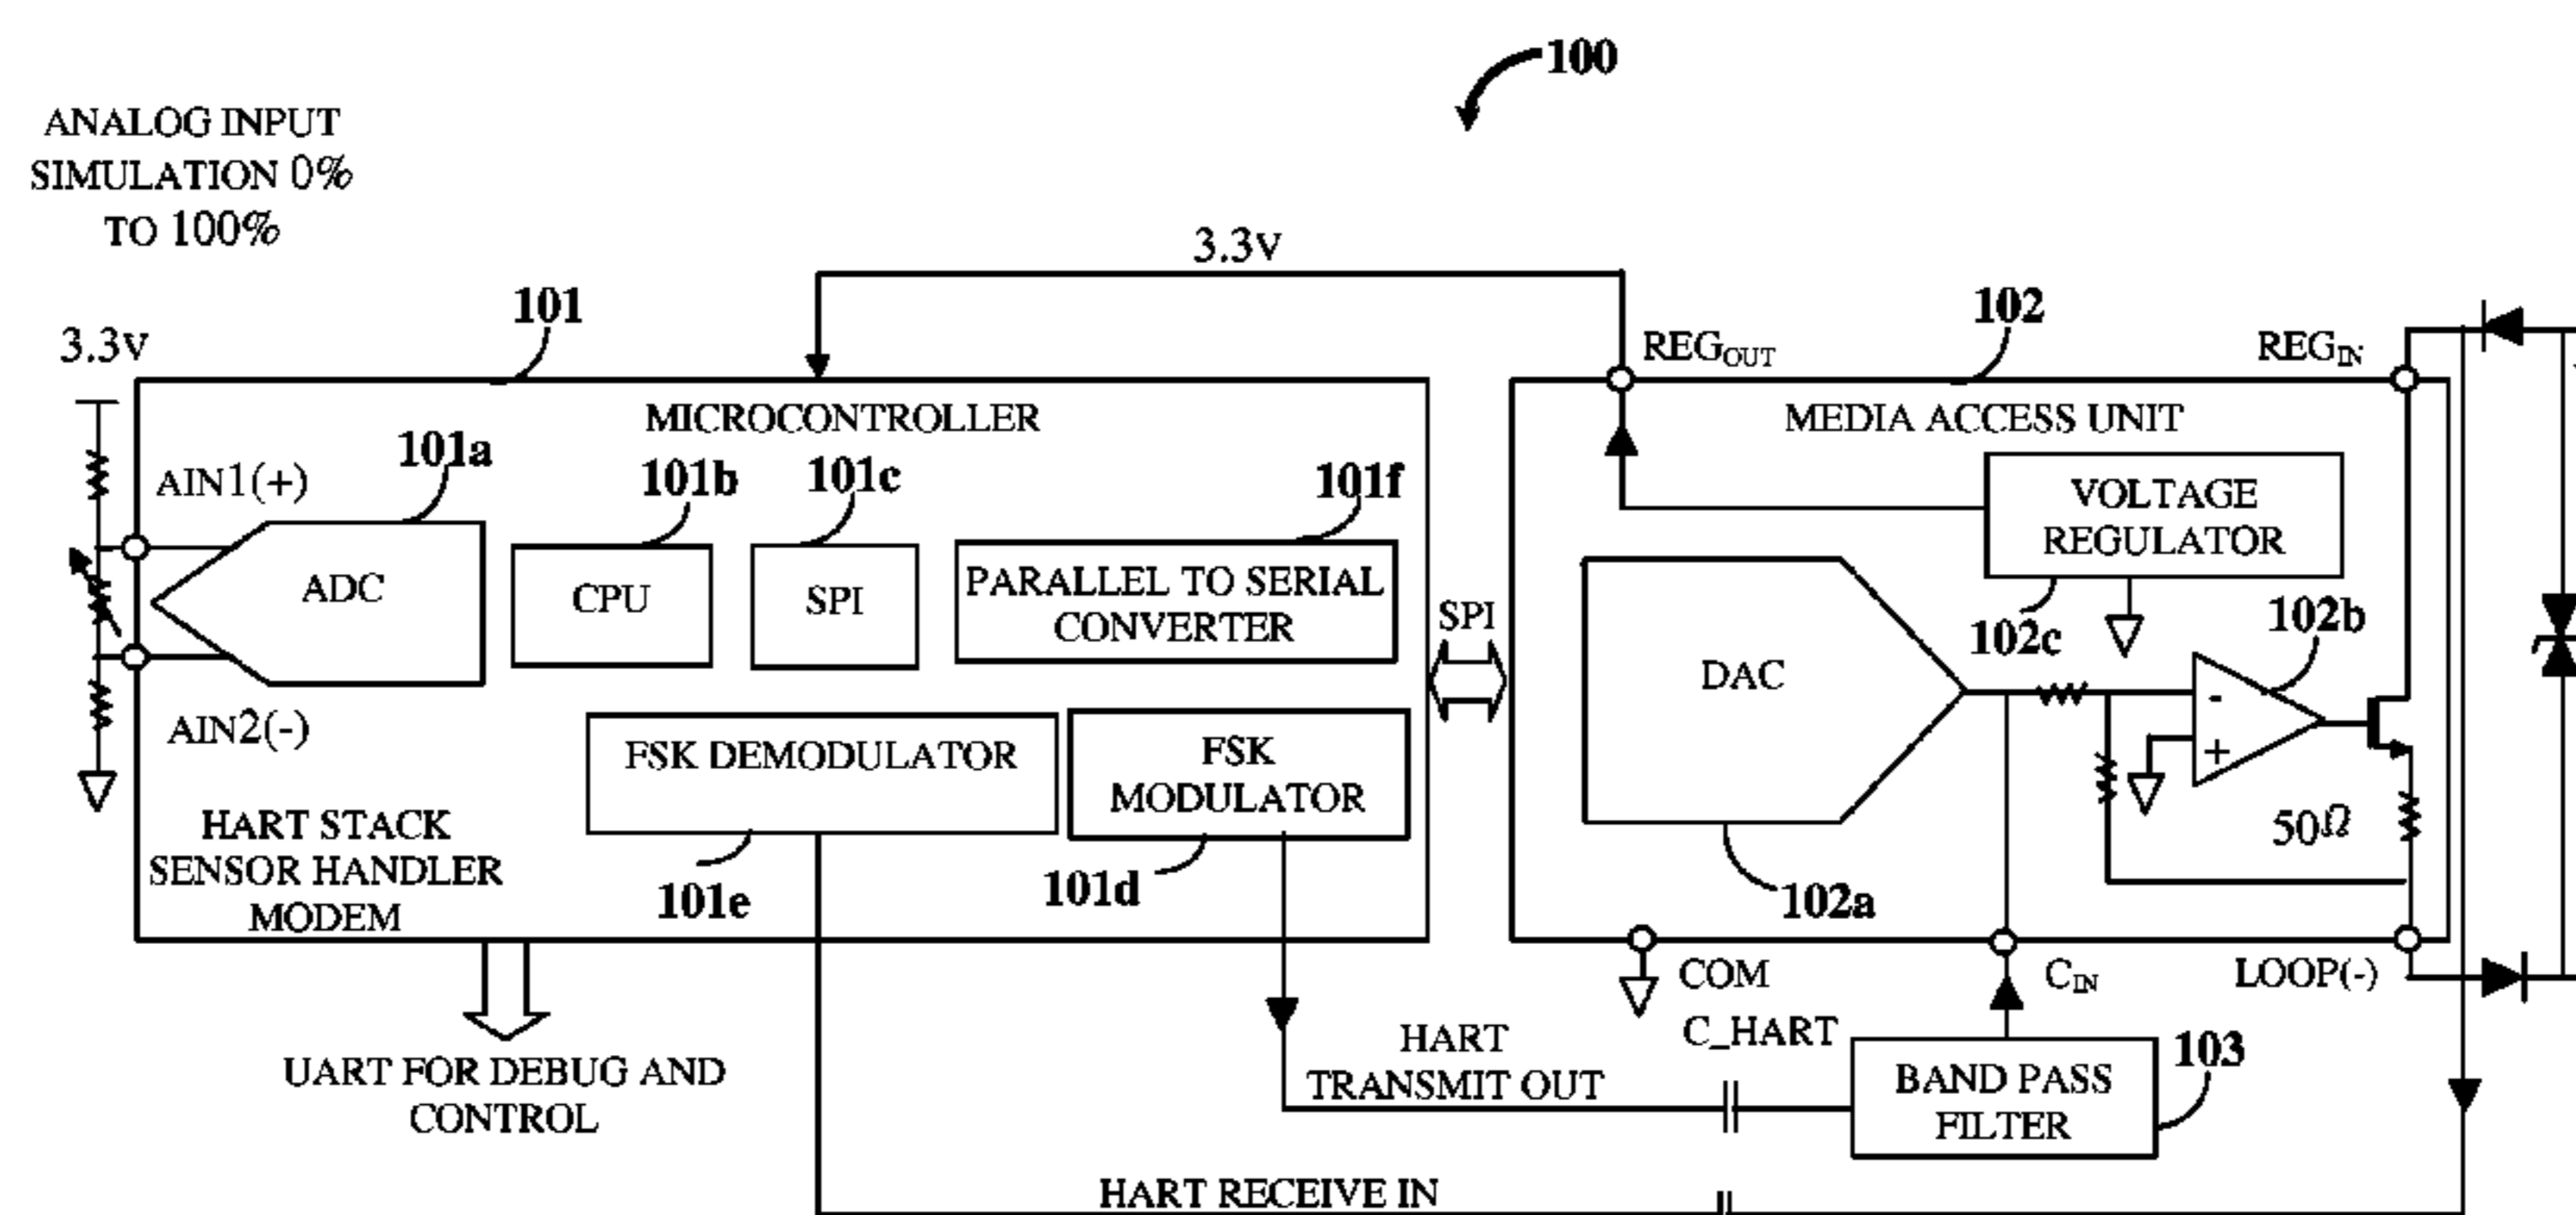 100
ANALOG INPUT
SIMULATION 0%
TO 100%
3.3V
101
102
3.3V
REGOUT
REGIN
MICROCONTROLLER
MEDIA ACCESS UNIT
AIN1(+)
101a
101b
101c
101f
VOLTAGE
REGULATOR
ADC
CPU
SPI
PARALLEL TO SERIAL
CONVERTER
SPI
102c
102b
DAC
-
+
AIN2(-)
FSK DEMODULATOR
FSK
MODULATOR
50Ω
HART STACK
SENSOR HANDLER
MODEM
101e
101d
102a
COM
CIN
LOOP(-)
UART FOR DEBUG AND
CONTROL
HART
TRANSMIT OUT
C_HART
BAND PASS
FILTER
103
HART RECEIVE IN